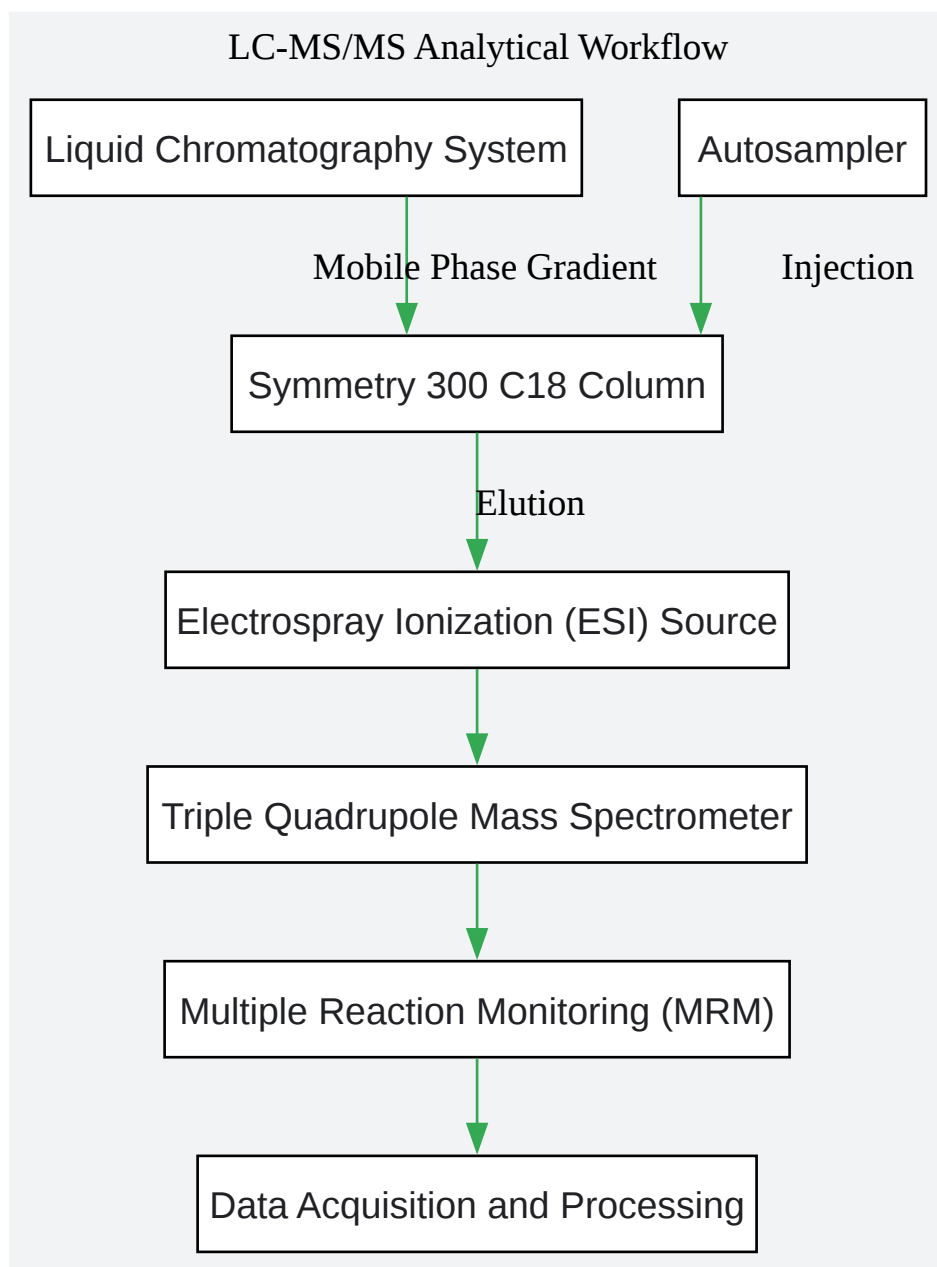 LC-MS/MS Analytical Workflow
Liquid Chromatography System
Autosampler
Mobile Phase Gradient
Injection
Symmetry 300 C18 Column
Elution
Electrospray Ionization (ESI) Source
Triple Quadrupole Mass Spectrometer
Multiple Reaction Monitoring (MRM)
Data Acquisition and Processing